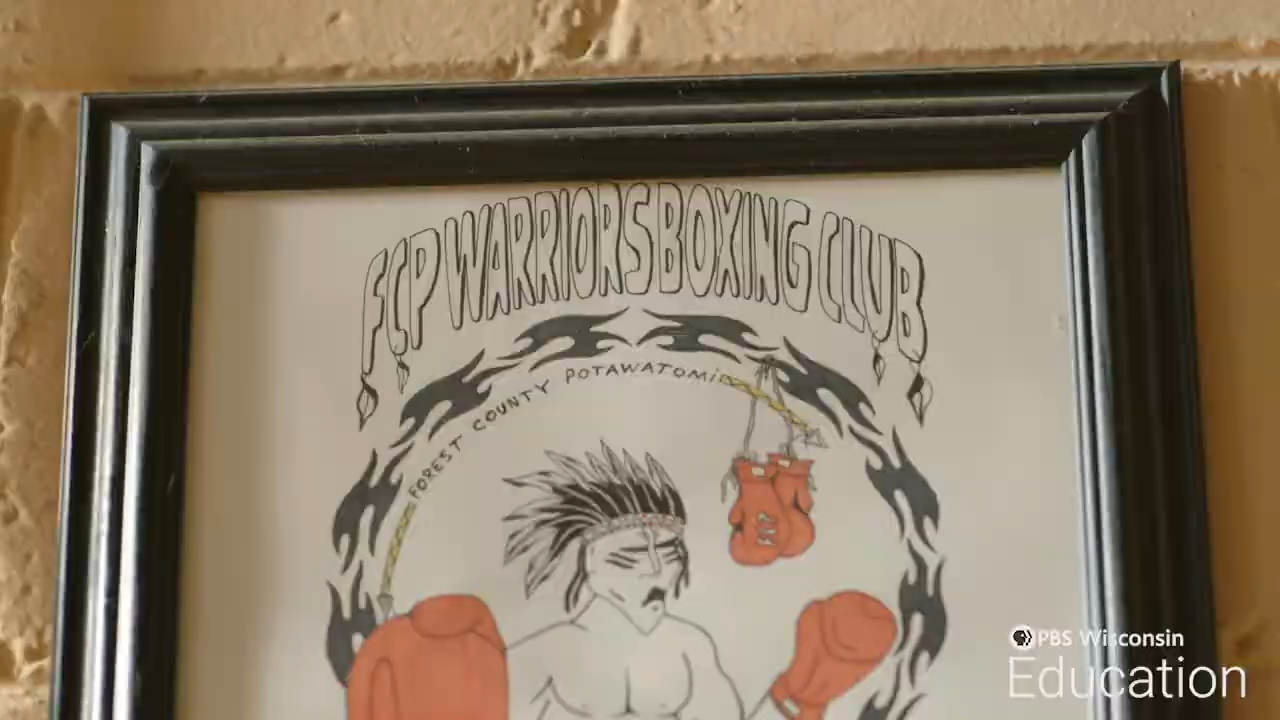 FCP WARRIORS BOXING CLUB
FOREST COUNTY POTAWATOMI
PBS Wisconsin
Education